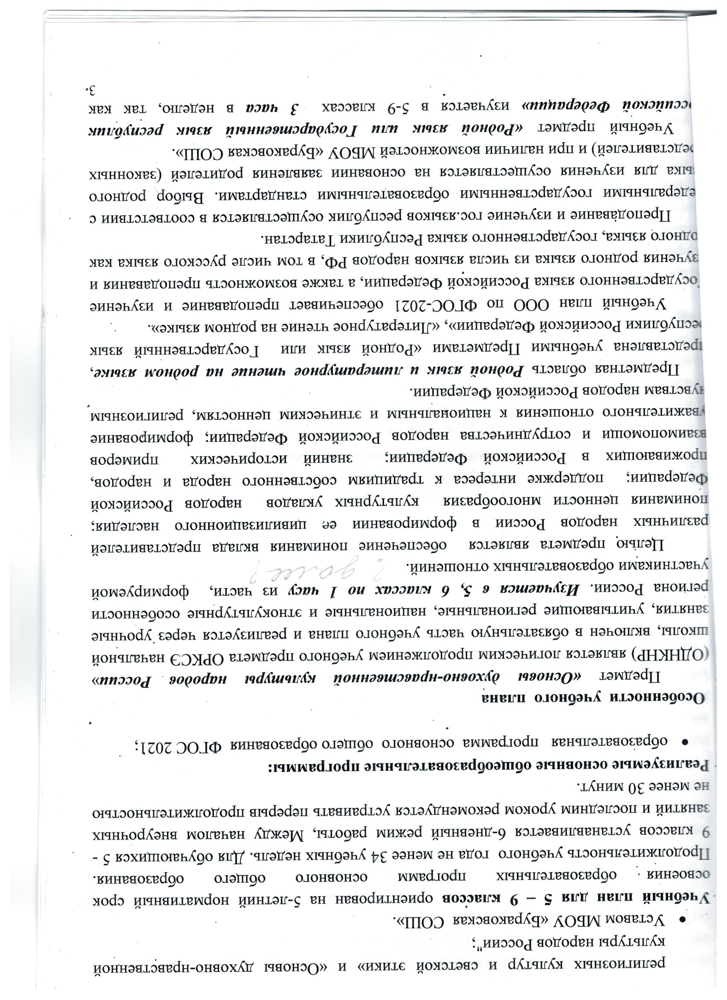 религиозных культур и светской этики» и «Основы духовно-нравственной
культуры народов России";
• Уставом МБОУ «Бураковская СОШ».
Учебный план для 5 – 9 классов ориентирован на 5-летний нормативный срок
освоения образовательных программ основного общего образования.
Продолжительность учебного года не менее 34 учебных недель. Для обучающихся 5 -
9 классов устанавливается 6-дневный режим работы, Между началом внеурочных
занятий и последним уроком рекомендуется устраивать перерыв продолжительностью
не менее 30 минут.
Реализуемые основные общеобразовательные программы:
• образовательная программа основного общего образования ФГОС 2021;
Особенности учебного плана
Предмет «Основы духовно-нравственной культуры народов России»
(ОДНКНР) является логическим продолжением учебного предмета ОРКСЭ начальной
школы, включен в обязательную часть учебного плана и реализуется через урочные
занятия, учитывающие региональные, национальные и этнокультурные особенности
региона России. Изучается в 5, 6 классах по 1 часу из части, формируемой
участниками образовательных отношений. ? далее ?
Целью предмета является обеспечение понимания вклада представителей
различных народов России в формировании ее цивилизационного наследия;
понимания ценности многообразия культурных укладов народов Российской
Федерации; поддержке интереса к традициям собственного народа и народов,
проживающих в Российской Федерации; знаний исторических примеров
взаимопомощи и сотрудничества народов Российской Федерации; формирование
уважительного отношения к национальным и этническим ценностям, религиозным
чувствам народов Российской Федерации.
Предметная область Родной язык и литературное чтение на родном языке,
представлена учебными Предметами «Родной язык или Государственный язык
еспублики Российской Федерации», «Литературное чтение на родном языке».
Учебный план ООО по ФГОС-2021 обеспечивает преподавание и изучение
осударственного языка Российской Федерации, а также возможность преподавания и
зучения родного языка из числа языков народов РФ, в том числе русского языка как
одного языка, государственного языка Республики Татарстан.
Преподавание и изучение гос.языков республик осуществляется в соответствии с
едеральными государственными образовательными стандартами. Выбор родного
зыка для изучения осуществляется на основании заявления родителей (законных
едставителей) и при наличии возможностей МБОУ «Бураковская СОШ».
Учебный предмет «Родной язык или Государственный язык республик
ссийской Федерации» изучается в 5-9 классах 3 часа в неделю, так как
3